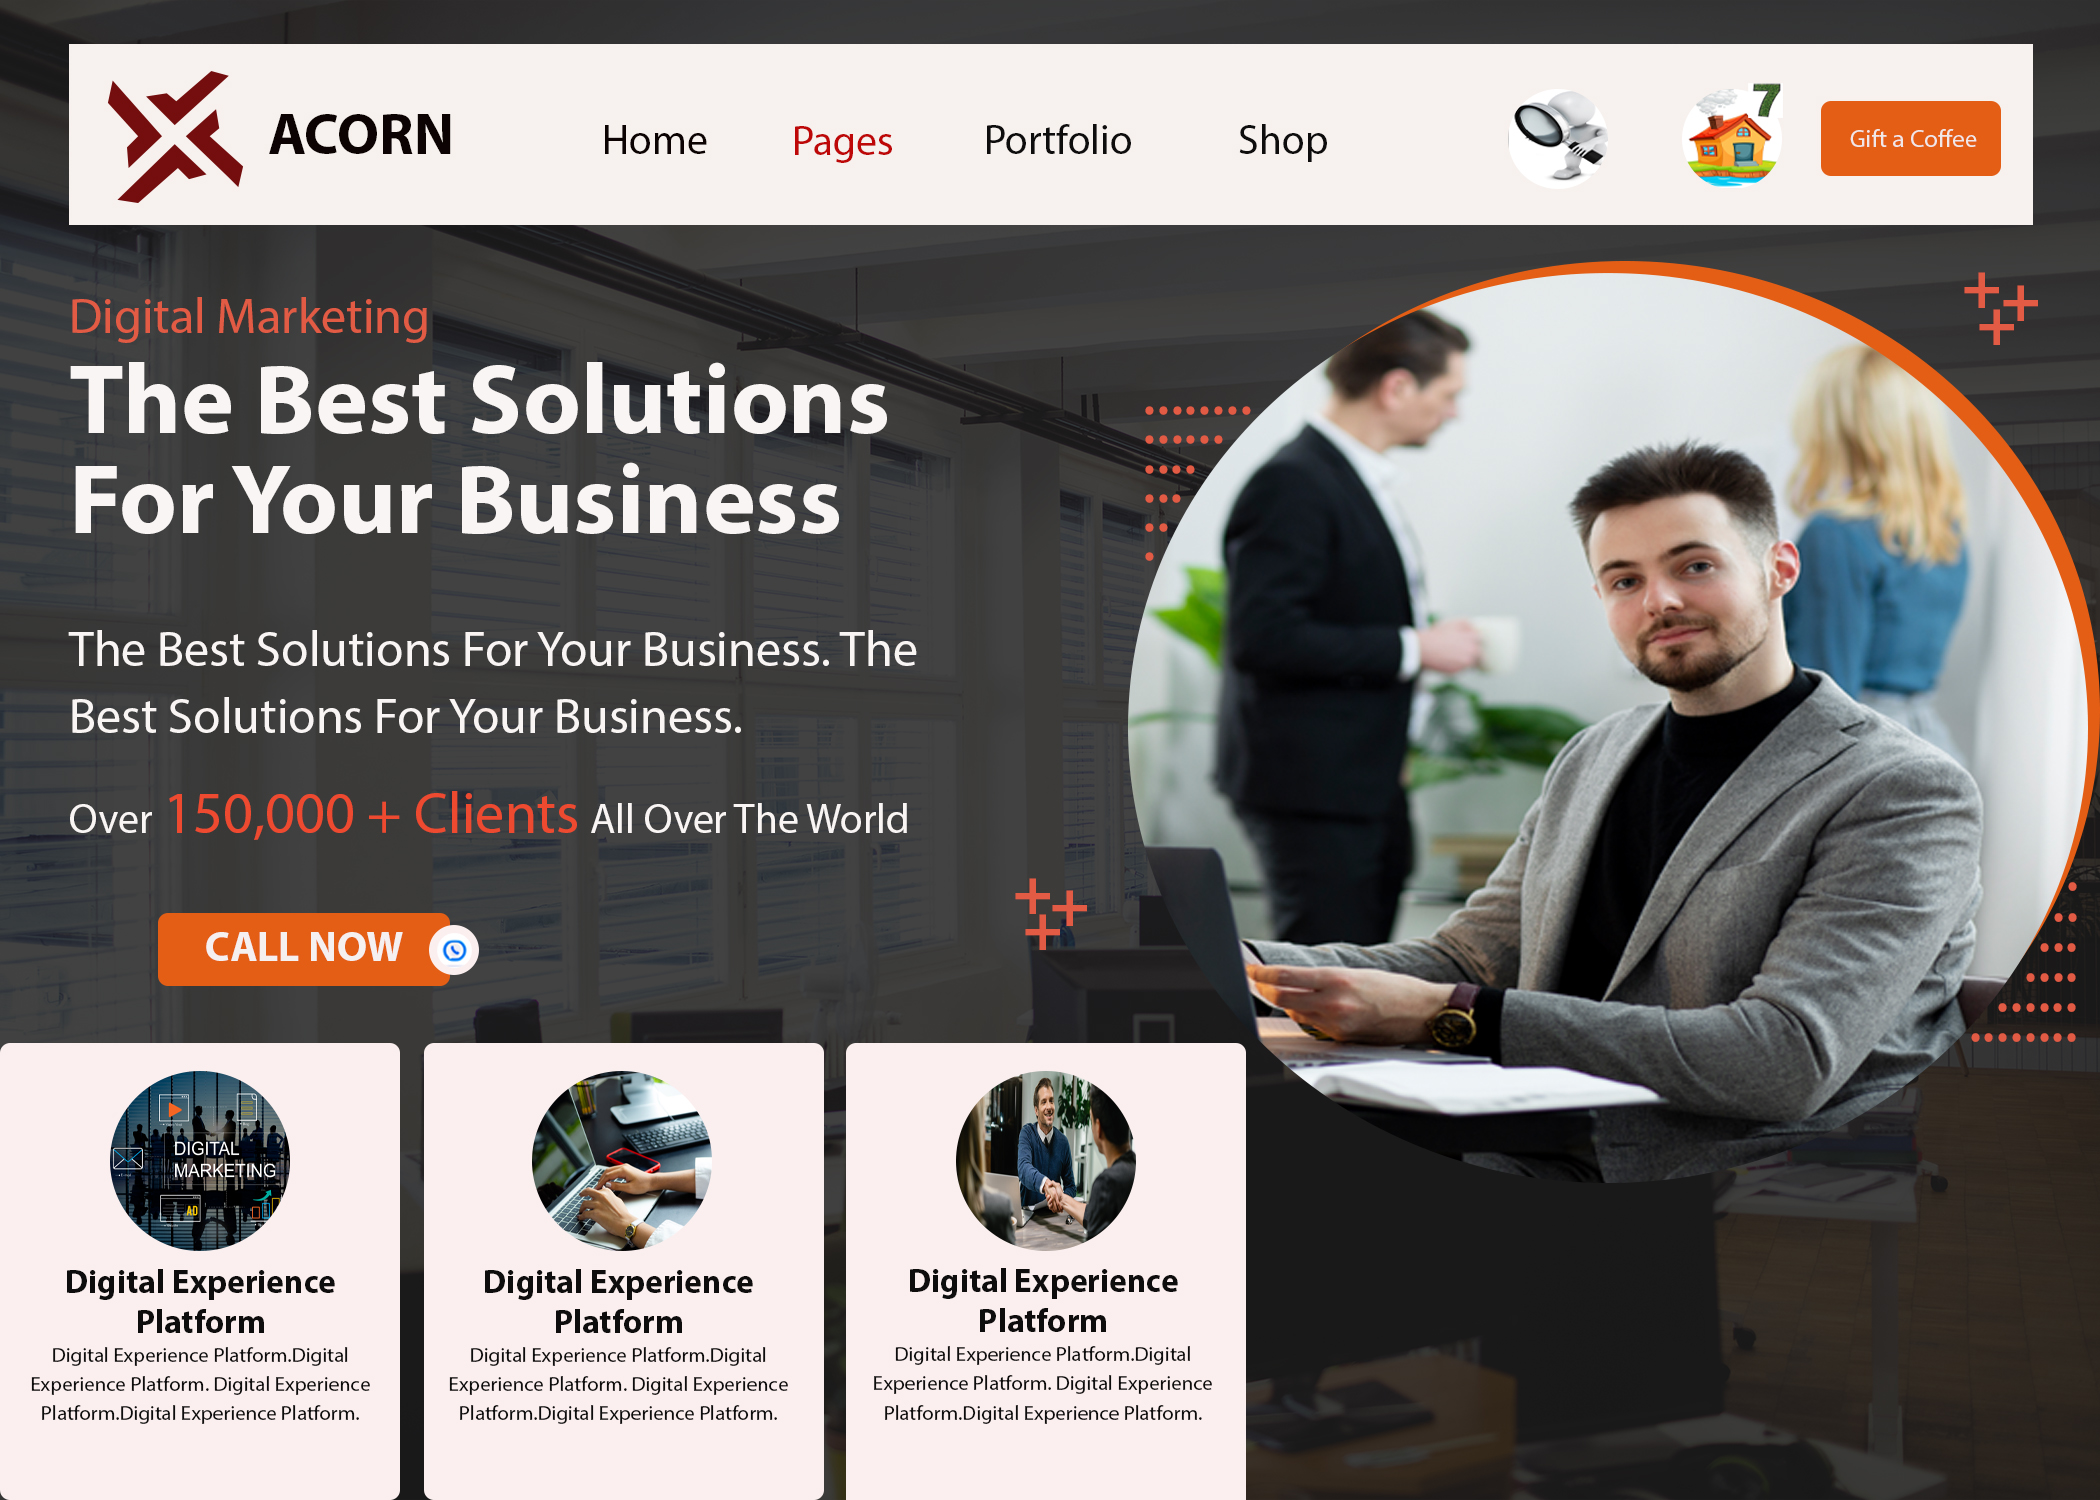 ACORN
Home
Pages
Portfolio
Shop
7
Gift a Coffee
Digital Marketing
The Best Solutions
For Your Business
The Best Solutions For Your Business. The
Best Solutions For Your Business.
Over 150,000 + Clients All Over The World
CALL NOW
DIGITAL
MARKETING
AD
Digital Experience
Platform
Digital Experience Platform.Digital
Experience Platform. Digital Experience
Platform.Digital Experience Platform.
Digital Experience
Platform
Digital Experience Platform.Digital
Experience Platform. Digital Experience
Platform.Digital Experience Platform.
Digital Experience
Platform
Digital Experience Platform.Digital
Experience Platform. Digital Experience
Platform.Digital Experience Platform.